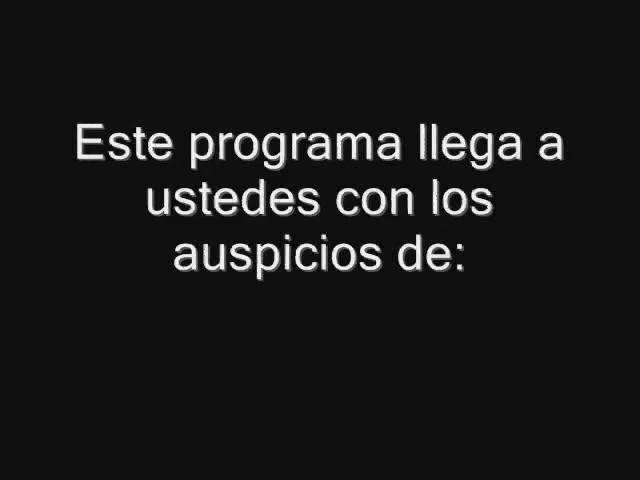 Este programa llega a
ustedes con los
auspicios de: